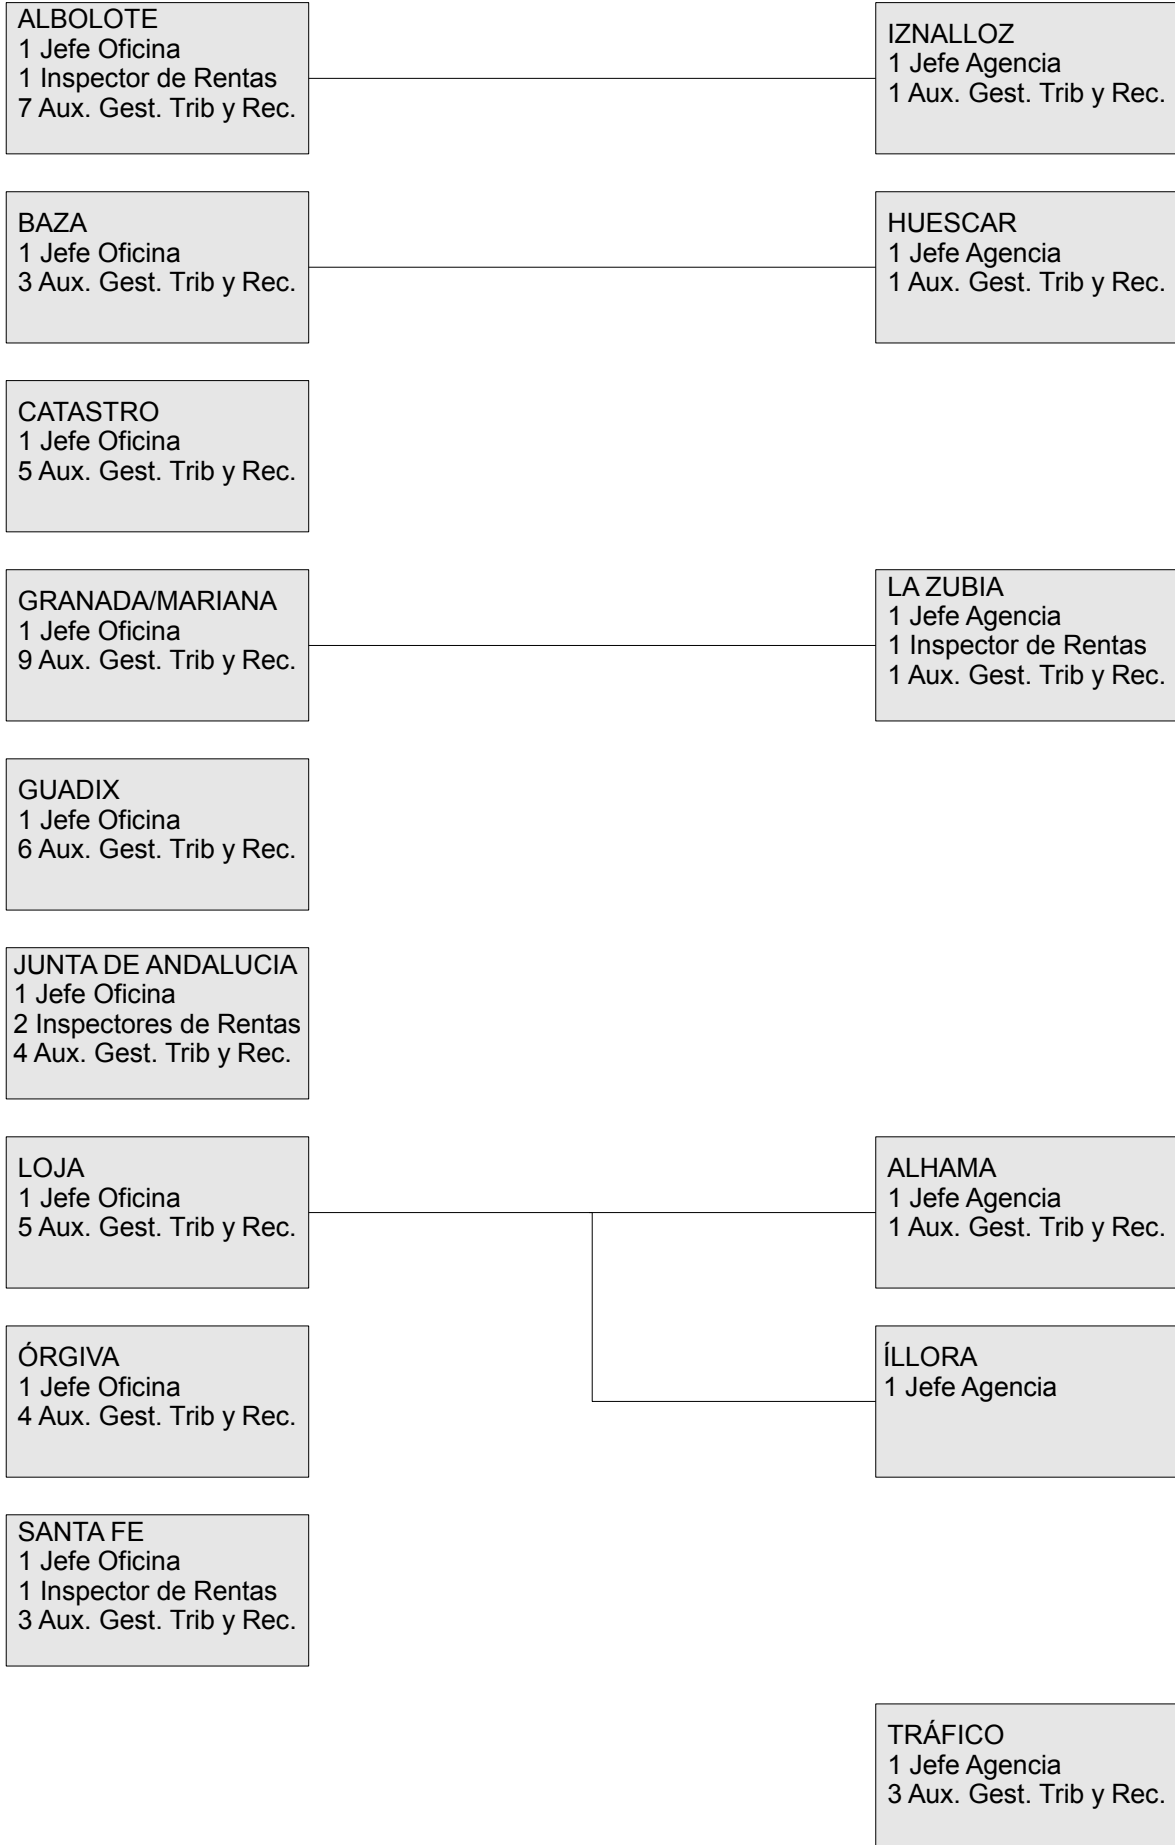 ALBOLOTE
1 Jefe Oficina
1 Inspector de Rentas
7 Aux. Gest. Trib y Rec.
IZNALLOZ
1 Jefe Agencia
1 Aux. Gest. Trib y Rec.
BAZA
1 Jefe Oficina
3 Aux. Gest. Trib y Rec.
HUESCAR
1 Jefe Agencia
1 Aux. Gest. Trib y Rec.
CATASTRO
1 Jefe Oficina
5 Aux. Gest. Trib y Rec.
GRANADA/MARIANA
1 Jefe Oficina
9 Aux. Gest. Trib y Rec.
LA ZUBIA
1 Jefe Agencia
1 Inspector de Rentas
1 Aux. Gest. Trib y Rec.
GUADIX
1 Jefe Oficina
6 Aux. Gest. Trib y Rec.
JUNTA DE ANDALUCIA
1 Jefe Oficina
2 Inspectores de Rentas
4 Aux. Gest. Trib y Rec.
LOJA
1 Jefe Oficina
5 Aux. Gest. Trib y Rec.
ALHAMA
1 Jefe Agencia
1 Aux. Gest. Trib y Rec.
ÓRGIVA
1 Jefe Oficina
4 Aux. Gest. Trib y Rec.
ÍLLORA
1 Jefe Agencia
SANTA FE
1 Jefe Oficina
1 Inspector de Rentas
3 Aux. Gest. Trib y Rec.
TRÁFICO
1 Jefe Agencia
3 Aux. Gest. Trib y Rec.